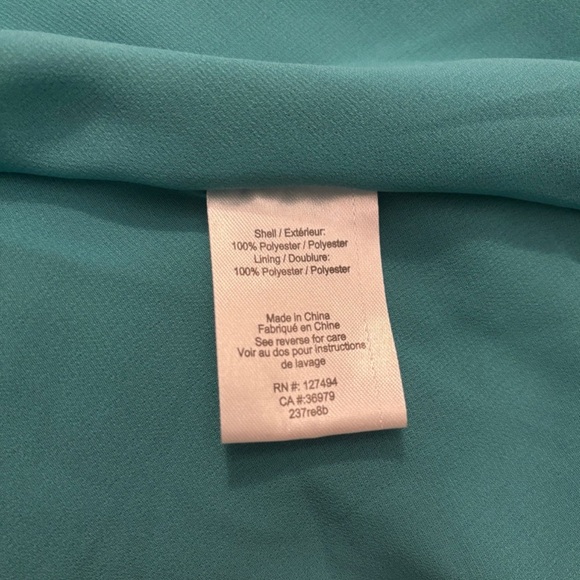 Shell / Extérieur:
100% Polyester / Polyester
Lining / Doublure:
100% Polyester / Polyester
Made in China
Fabriqué en Chine
See reverse for care
Voir au dos pour instructions
de lavage
RN #: 127494
CA #:36979
237re8b